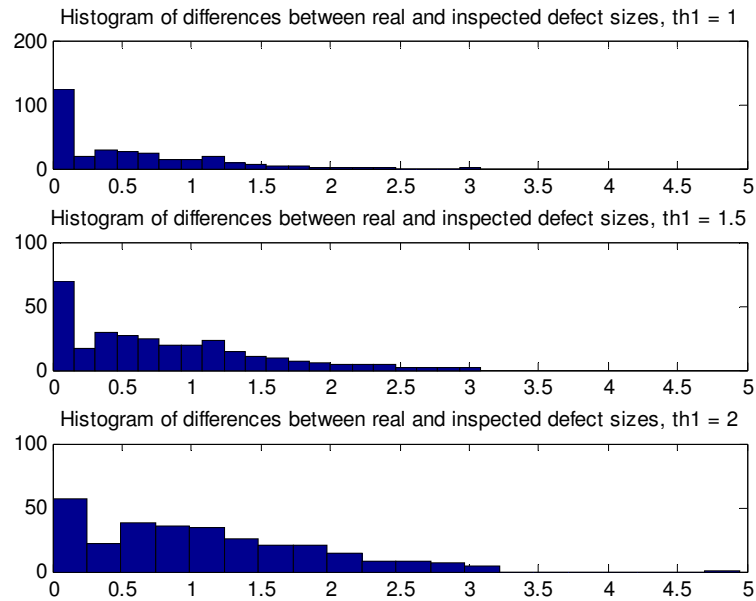 Histogram of differences between real and inspected defect sizes, th1 = 1
200
100
0
0 0.5 1 1.5 2 2.5 3 3.5 4 4.5 5
Histogram of differences between real and inspected defect sizes, th1 = 1.5
100
50
0
0 0.5 1 1.5 2 2.5 3 3.5 4 4.5 5
Histogram of differences between real and inspected defect sizes, th1 = 2
100
50
0
0 0.5 1 1.5 2 2.5 3 3.5 4 4.5 5